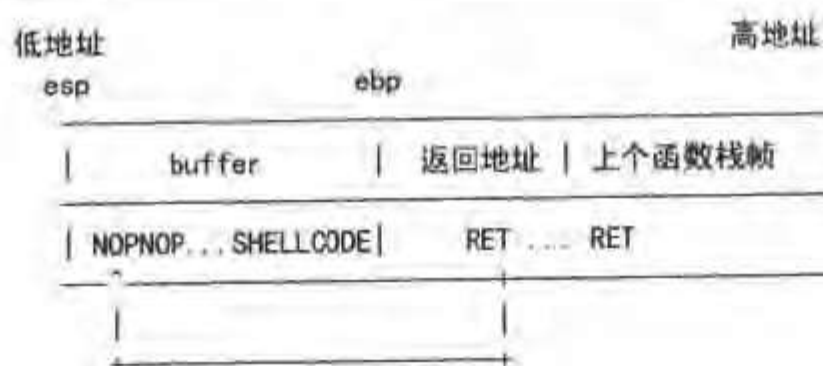 低地址 高地址
esp ebp
| buffer | 返回地址 | 上个函数栈帧
| NOPNOP...SHELLCODE| RET .... RET